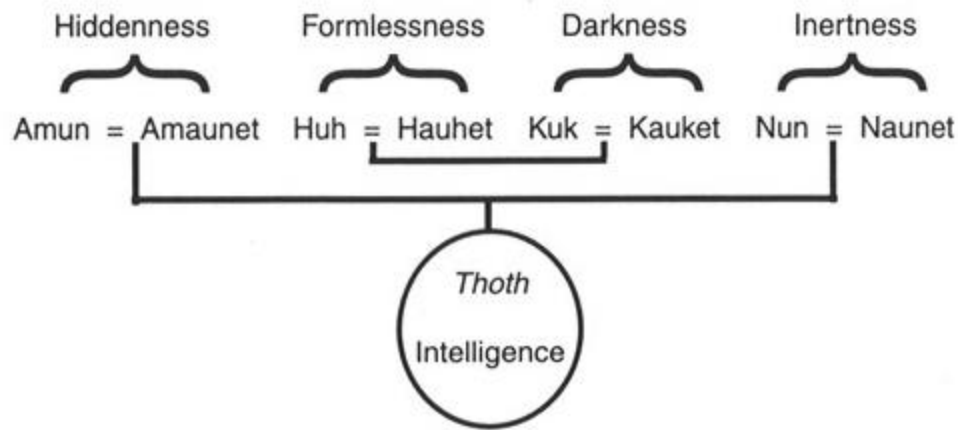 Hiddenness Formlessness Darkness Inertness
Amun = Amaunet Huh = Hauhet Kuk = Kauket Nun = Naunet
Thoth
Intelligence